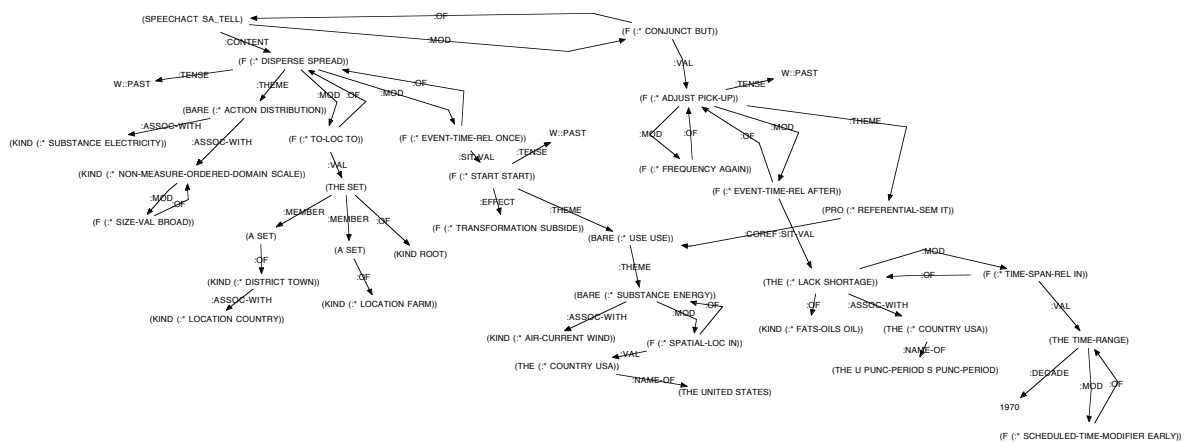 (SPEECHACT SA_TELL)
:OF
:CONTENT
:MOD
(F (:* CONJUNCT BUT))
(F (:* DISPERSE SPREAD))
:VAL
:TENSE
W::PAST
:THEME
:MOD
:OF
:MOD
:OF
:TENSE
W::PAST
(F (:* ADJUST PICK-UP))
(BARE (:* ACTION DISTRIBUTION))
:ASSOC-WITH
(KIND (:* SUBSTANCE ELECTRICITY))
:ASSOC-WITH
(F (:* TO-LOC TO))
(F (:* EVENT-TIME-REL ONCE))
W::PAST
:MOD
:OF
:OF
:MOD
:THEME
:VAL
:SIT-VAL
:TENSE
(KIND (:* NON-MEASURE-ORDERED-DOMAIN SCALE))
(F (:* START START))
(F (:* FREQUENCY AGAIN))
(THE SET)
(F (:* EVENT-TIME-REL AFTER))
:MOD
:OF
:EFFECT
:THEME
(PRO (:* REFERENTIAL-SEM IT))
(F (:* SIZE-VAL BROAD))
:MEMBER
:MEMBER
:OF
(F (:* TRANSFORMATION SUBSIDE))
:COREF
:SIT-VAL
(A SET)
(A SET)
(KIND ROOT)
(BARE (:* USE USE))
:MOD
:OF
:OF
:THEME
:OF
(F (:* TIME-SPAN-REL IN))
(KIND (:* DISTRICT TOWN))
(THE (:* LACK SHORTAGE))
:ASSOC-WITH
(KIND (:* LOCATION FARM))
(BARE (:* SUBSTANCE ENERGY))
:OF
:ASSOC-WITH
:VAL
(KIND (:* LOCATION COUNTRY))
:ASSOC-WITH
:MOD
:OF
(KIND (:* FATS-OILS OIL))
(THE (:* COUNTRY USA))
(KIND (:* AIR-CURRENT WIND))
(F (:* SPATIAL-LOC IN))
(THE TIME-RANGE)
:VAL
:NAME-OF
(THE (:* COUNTRY USA))
(THE U PUNC-PERIOD S PUNC-PERIOD)
:NAME-OF
(THE UNITED STATES)
:DECADE
:MOD
:OF
1970
(F (:* SCHEDULED-TIME-MODIFIER EARLY))